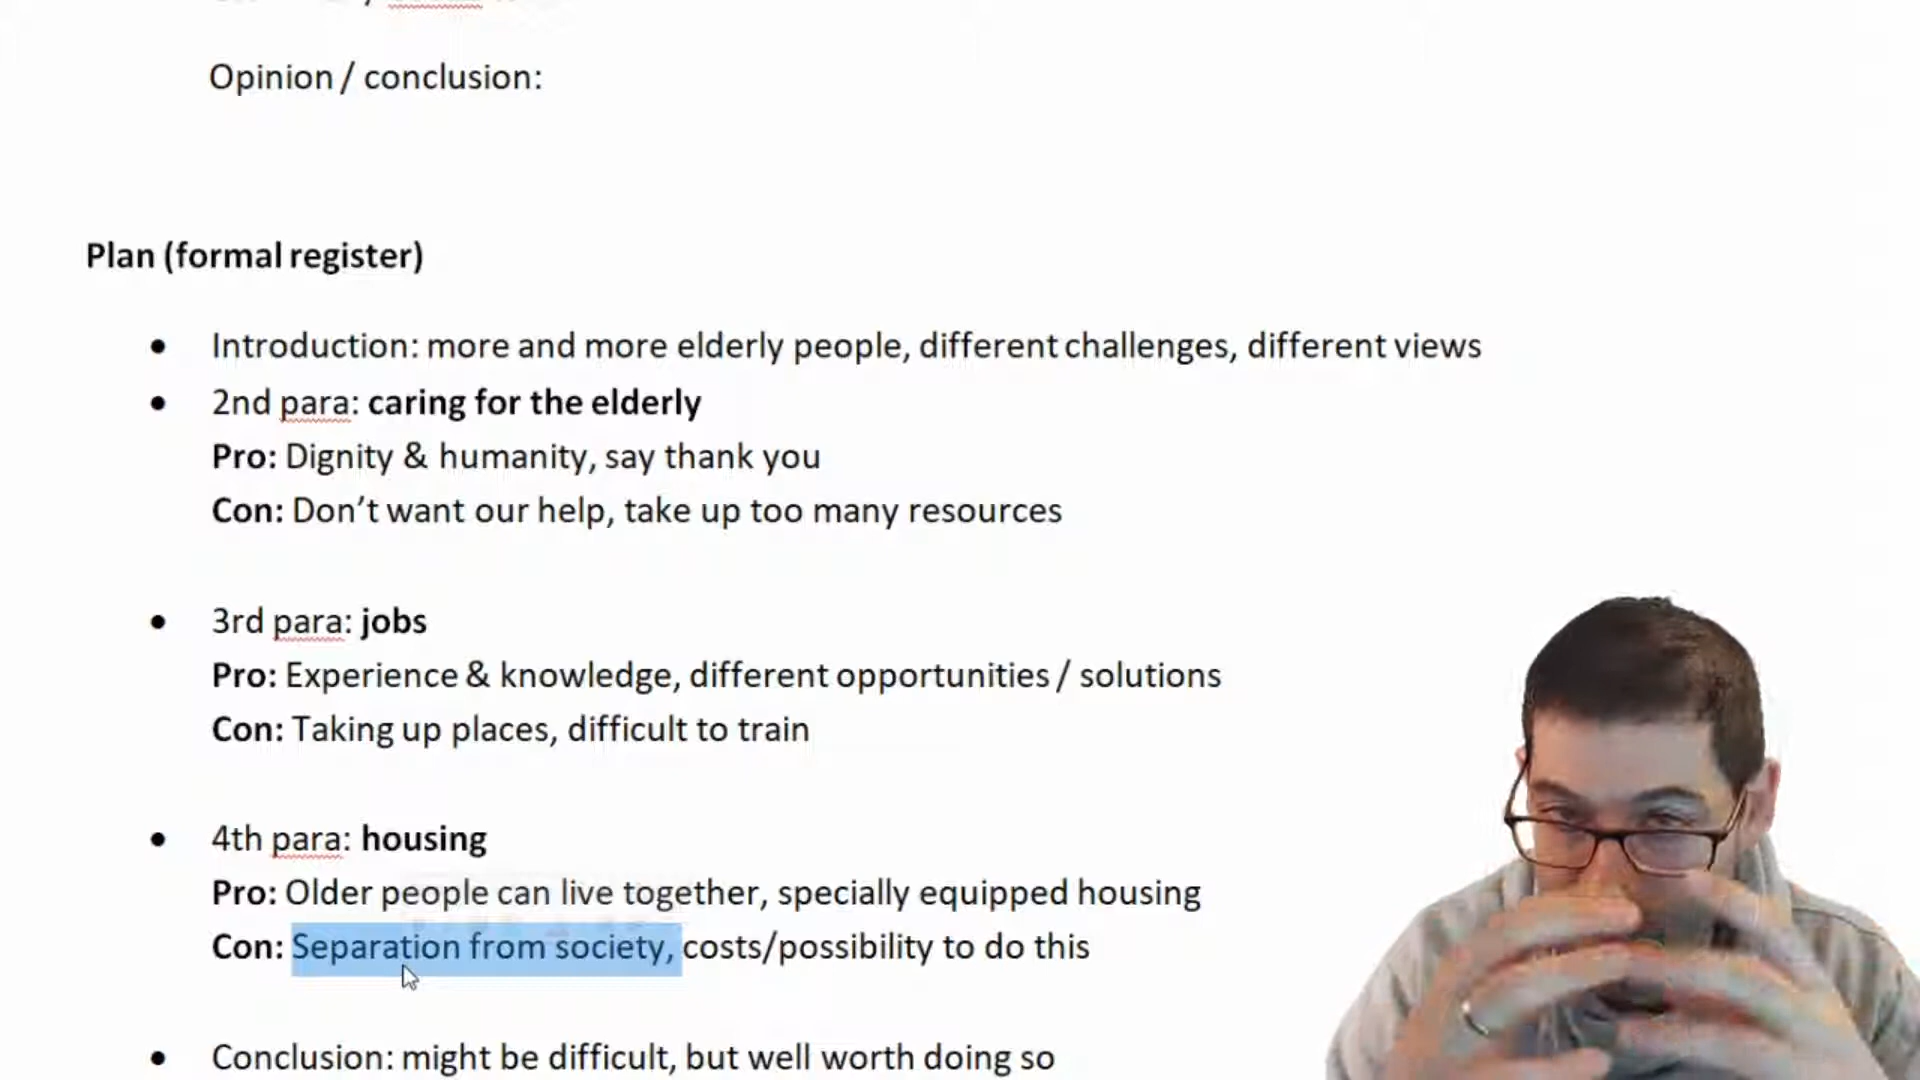 Opinion / conclusion:
Plan (formal register)
• Introduction: more and more elderly people, different challenges, different views
• 2nd para: caring for the elderly
Pro: Dignity & humanity, say thank you
Con: Don’t want our help, take up too many resources
• 3rd para: jobs
Pro: Experience & knowledge, different opportunities / solutions
Con: Taking up places, difficult to train
• 4th para: housing
Pro: Older people can live together, specially equipped housing
Con: Separation from society, costs/possibility to do this
• Conclusion: might be difficult, but well worth doing so